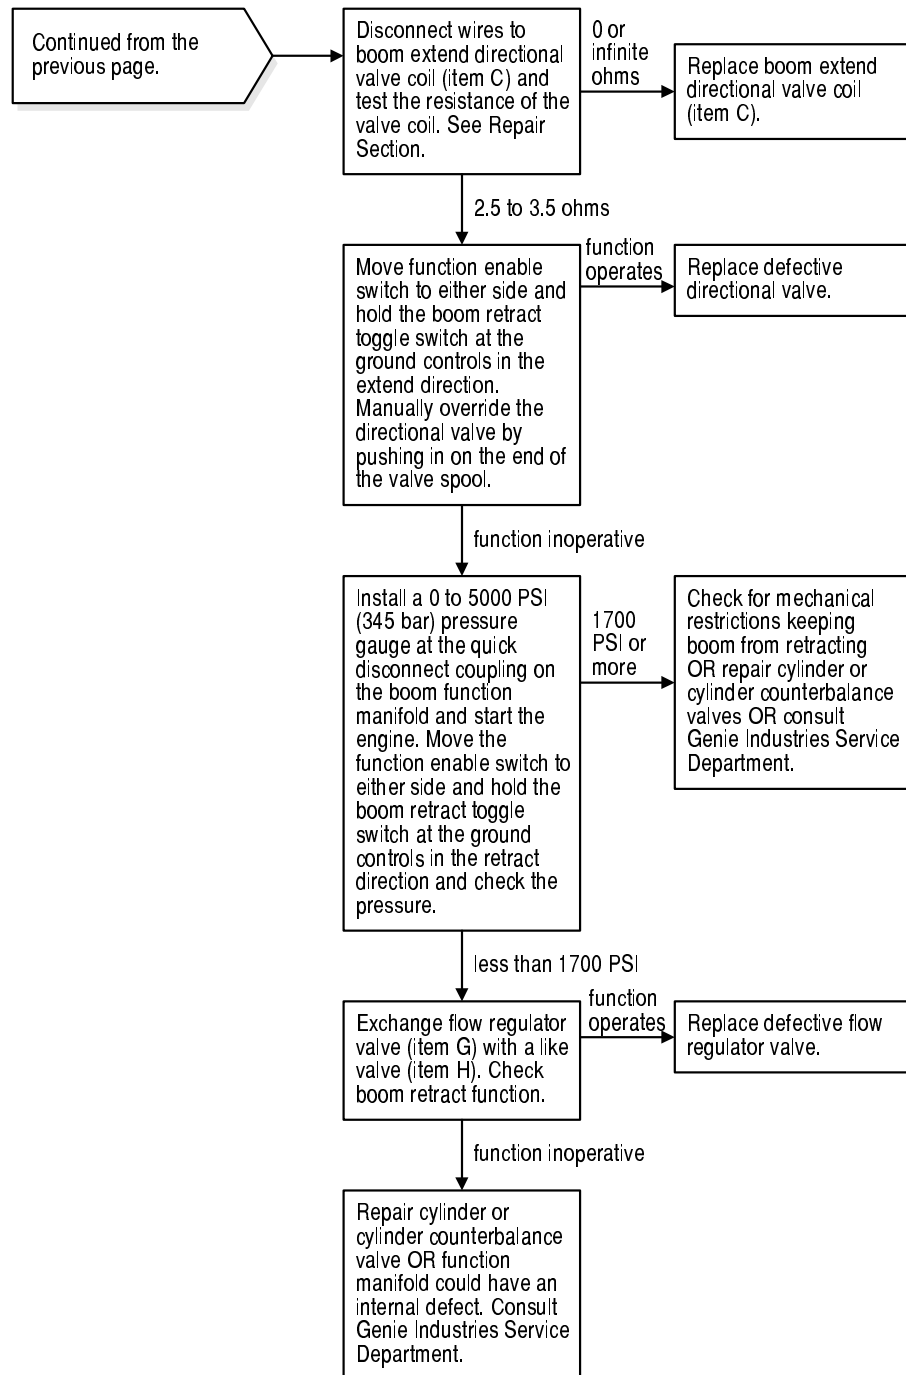 Continued from the
previous page.
Disconnect wires to
boom extend directional
valve coil (item C) and
test the resistance of the
valve coil. See Repair
Section.
0 or
infinite
ohms
Replace boom extend
directional valve coil
(item C).
2.5 to 3.5 ohms
Move function enable
switch to either side and
hold the boom retract
toggle switch at the
ground controls in the
extend direction.
Manually override the
directional valve by
pushing in on the end of
the valve spool.
function
operates
Replace defective
directional valve.
function inoperative
Install a 0 to 5000 PSI
(345 bar) pressure
gauge at the quick
disconnect coupling on
the boom function
manifold and start the
engine. Move the
function enable switch to
either side and hold the
boom retract toggle
switch at the ground
controls in the retract
direction and check the
pressure.
1700
PSI or
more
Check for mechanical
restrictions keeping
boom from retracting
OR repair cylinder or
cylinder counterbalance
valves OR consult
Genie Industries Service
Department.
less than 1700 PSI
Exchange flow regulator
valve (item G) with a like
valve (item H). Check
boom retract function.
function
operates
Replace defective flow
regulator valve.
function inoperative
Repair cylinder or
cylinder counterbalance
valve OR function
manifold could have an
internal defect. Consult
Genie Industries Service
Department.